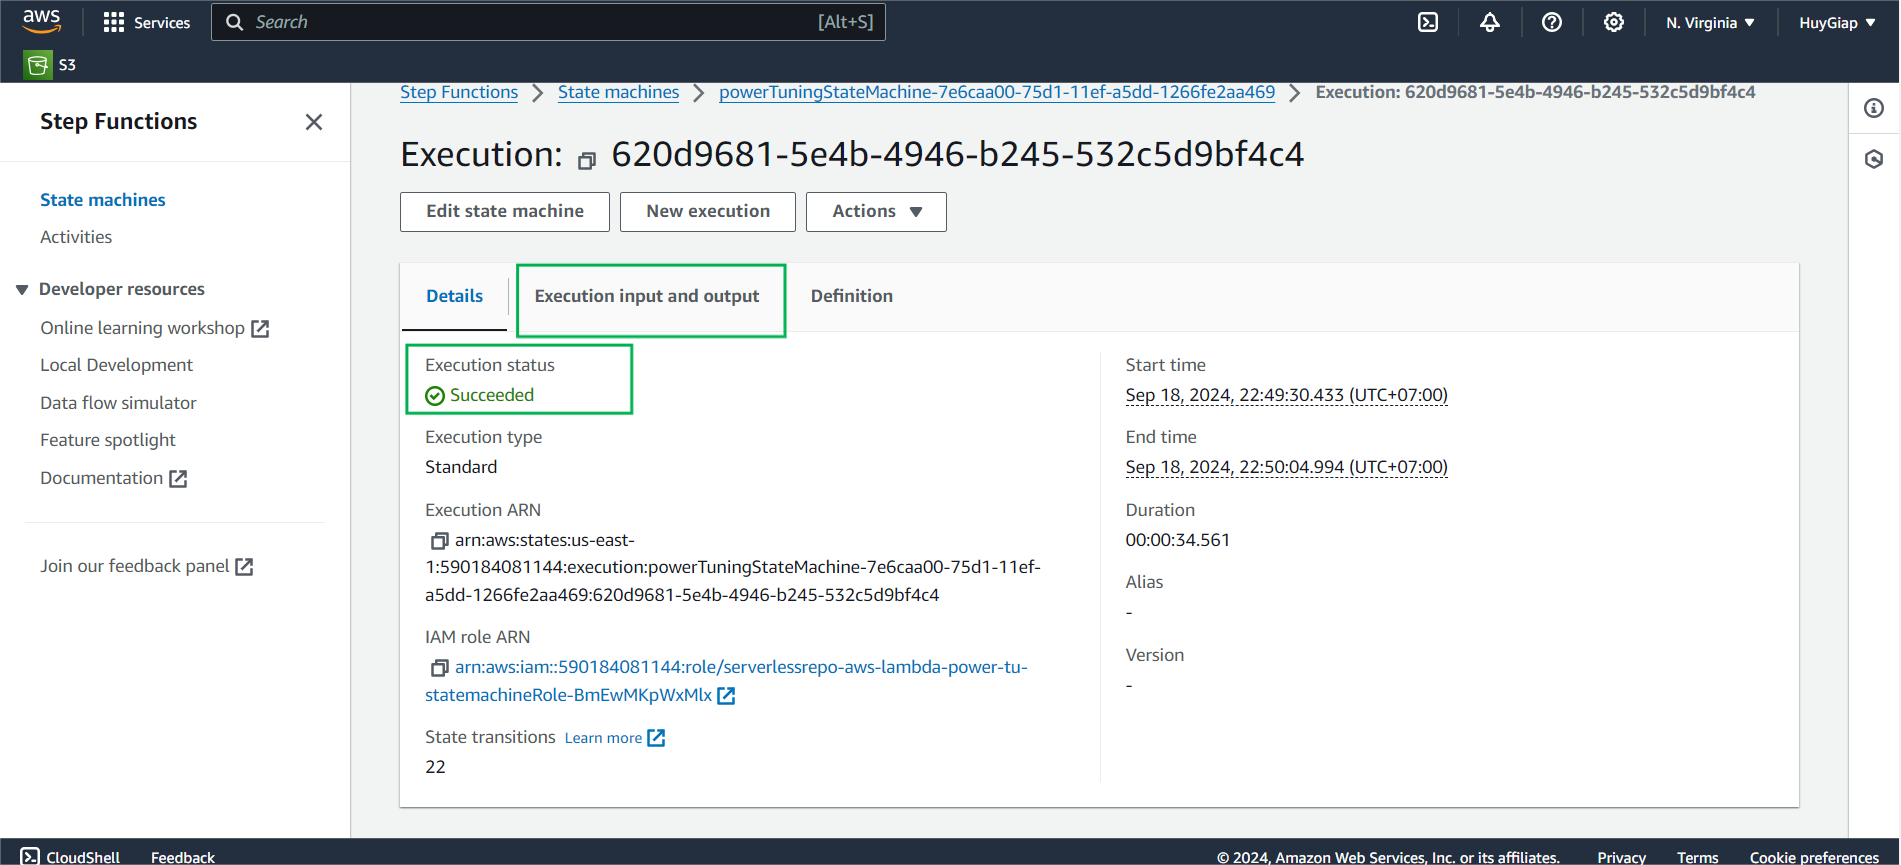 aws
Services
Search
[Alt+S]
N. Virginia
HuyGiap
S3
Step Functions
State machines
Activities
Developer resources
Online learning workshop
Local Development
Data flow simulator
Feature spotlight
Documentation
Join our feedback panel
Step Functions
State machines
powerTuningStateMachine-7e6caa00-75d1-11ef-a5dd-1266fe2aa469
Execution: 620d9681-5e4b-4946-b245-532c5d9bf4c4
Execution: 620d9681-5e4b-4946-b245-532c5d9bf4c4
Edit state machine
New execution
Actions
Details
Execution input and output
Definition
Execution status
Succeeded
Execution type
Standard
Execution ARN
arn:aws:states:us-east-
1:590184081144:execution:powerTuningStateMachine-7e6caa00-75d1-11ef-
a5dd-1266fe2aa469:620d9681-5e4b-4946-b245-532c5d9bf4c4
IAM role ARN
arn:aws:iam::590184081144:role/serverlessrepo-aws-lambda-power-tu-
statemachineRole-BmEwMKpWxMlx
State transitions Learn more
22
Start time
Sep 18, 2024, 22:49:30.433 (UTC+07:00)
End time
Sep 18, 2024, 22:50:04.994 (UTC+07:00)
Duration
00:00:34.561
Alias
-
Version
-
CloudShell
Feedback
© 2024, Amazon Web Services, Inc. or its affiliates.
Privacy
Terms
Cookie preferences